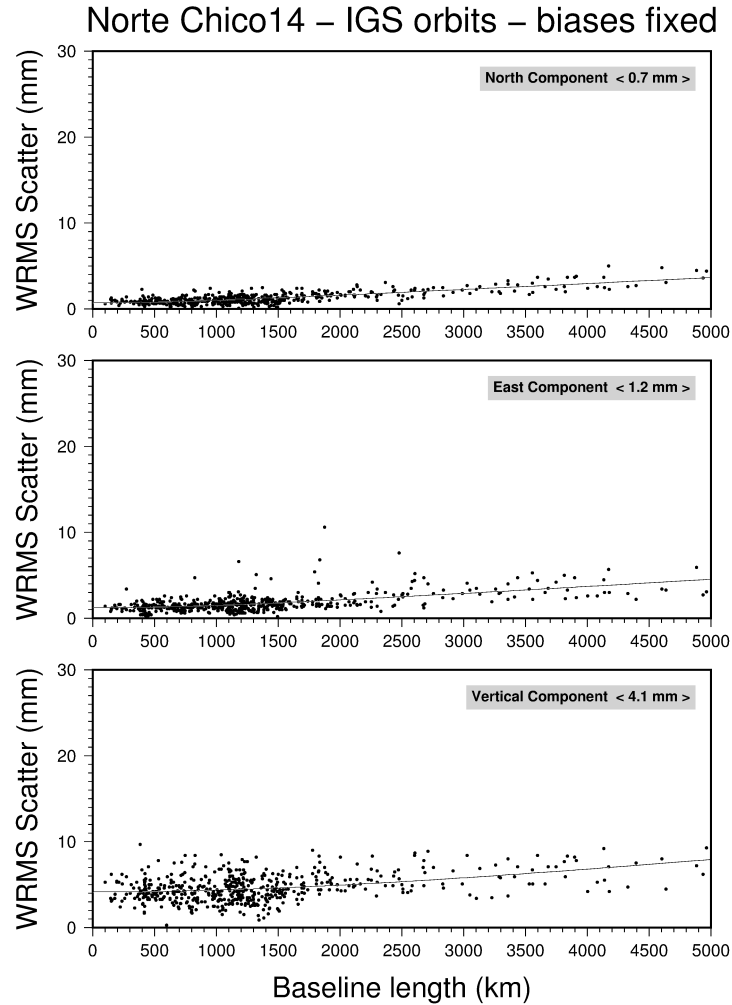 Norte Chico14 − IGS orbits − biases fixed
North Component < 0.7 mm >
WRMS Scatter (mm)
30
20
10
0
0 500 1000 1500 2000 2500 3000 3500 4000 4500 5000
East Component < 1.2 mm >
WRMS Scatter (mm)
30
20
10
0
0 500 1000 1500 2000 2500 3000 3500 4000 4500 5000
Vertical Component < 4.1 mm >
WRMS Scatter (mm)
30
20
10
0
0 500 1000 1500 2000 2500 3000 3500 4000 4500 5000
Baseline length (km)